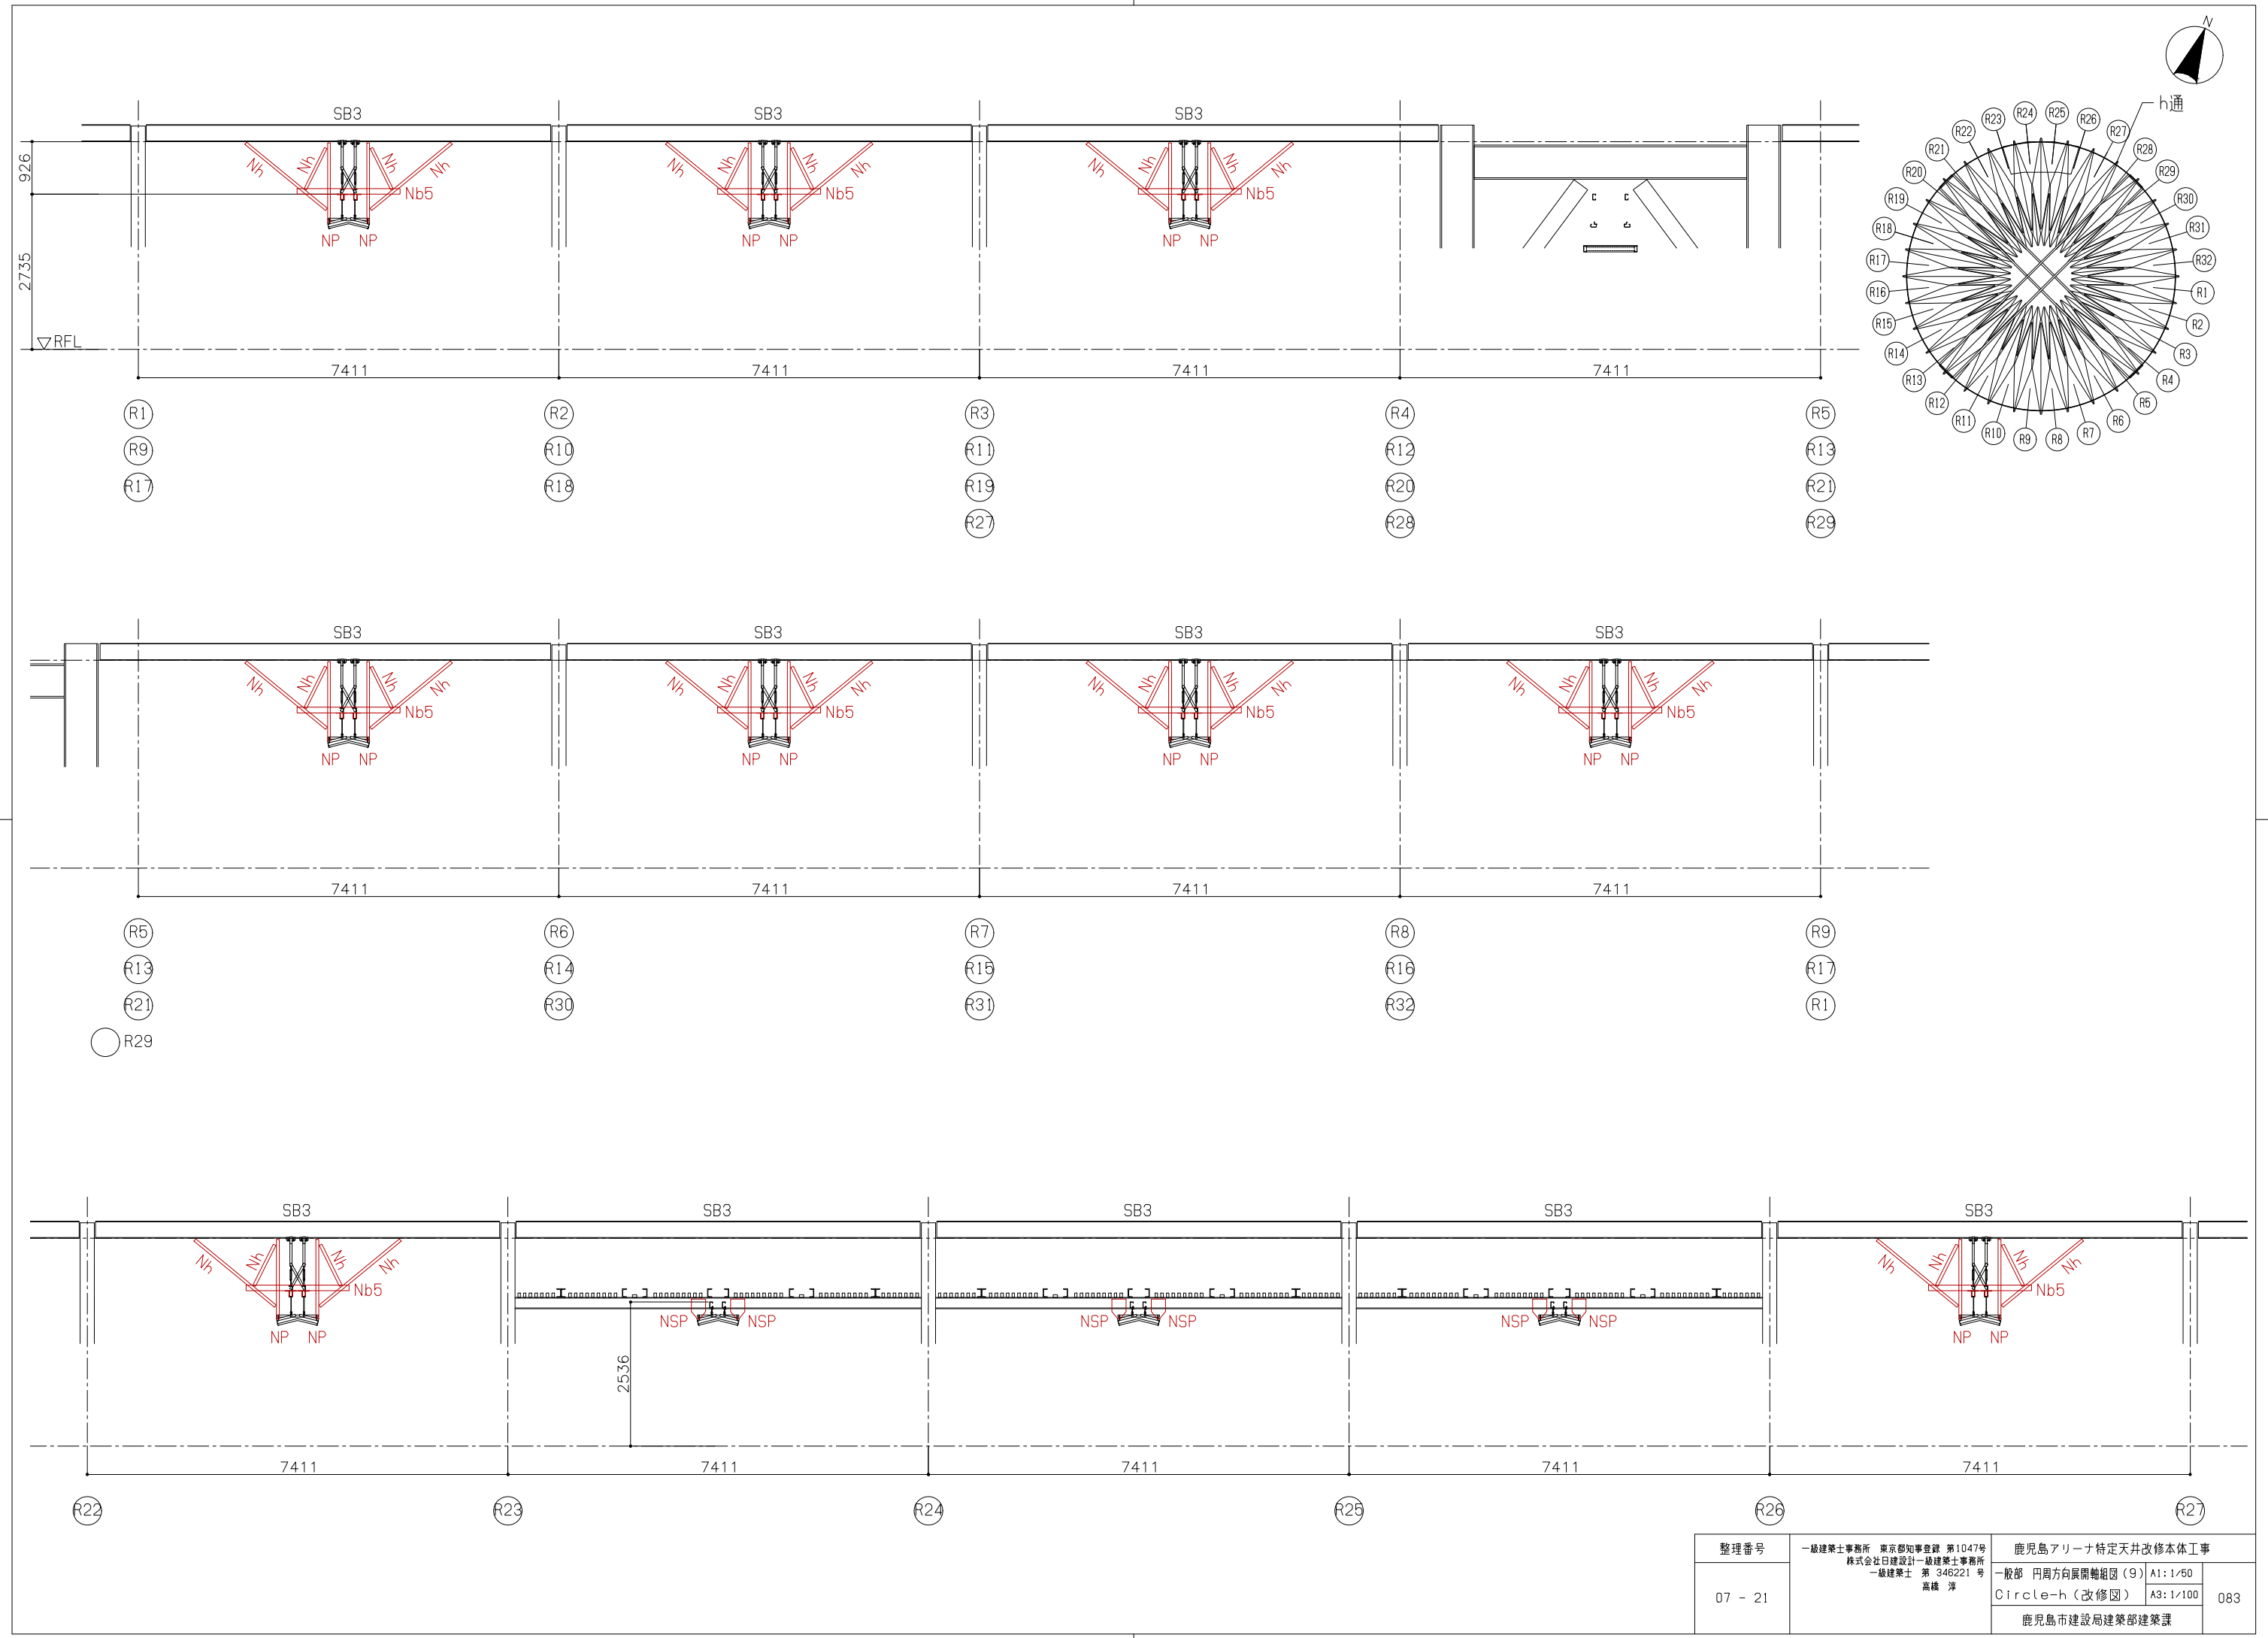 N
h通
R24
R25
R23
R26
R22
R27
R21
R28
R20
R29
R19
R30
R18
R31
R17
R32
R16
R1
R15
R2
R14
R3
R13
R4
R12
R5
R11
R6
R10
R9
R8
R7
SB3 SB3 SB3
926
Nh Nh Nh Nh Nb5 Nh Nh Nh Nh Nb5 Nh Nh Nh Nh Nb5
NP NP NP NP NP NP
2735
▽RFL
7411 7411 7411 7411
R1 R2 R3 R4 R5
R9 R10 R11 R12 R13
R17 R18 R19 R20 R21
R27 R28 R29
SB3 SB3 SB3 SB3
Nh Nh Nh Nh Nb5 Nh Nh Nh Nh Nb5 Nh Nh Nh Nh Nb5 Nh Nh Nh Nh Nb5
NP NP NP NP NP NP NP NP
7411 7411 7411 7411
R5 R6 R7 R8 R9
R13 R14 R15 R16 R17
R21 R30 R31 R32 R1
R29
SB3 SB3 SB3 SB3 SB3
Nh Nh Nh Nh Nb5 Nh Nh Nh Nh Nb5
NP NP NSP NSP NSP NSP NSP NSP NP NP
2536
7411 7411 7411 7411 7411
R22 R23 R24 R25 R26 R27
整理番号
07 - 21
一級建築士事務所 東京都知事登録 第1047号
株式会社日建設計一級建築士事務所
一級建築士 第 346221 号
高橋 淳
鹿児島アリーナ特定天井改修本体工事
一般部 円周方向展開軸組図（9）
A1:1/50
Circle-h（改修図）
A3:1/100
083
鹿児島市建設局建築部建築課